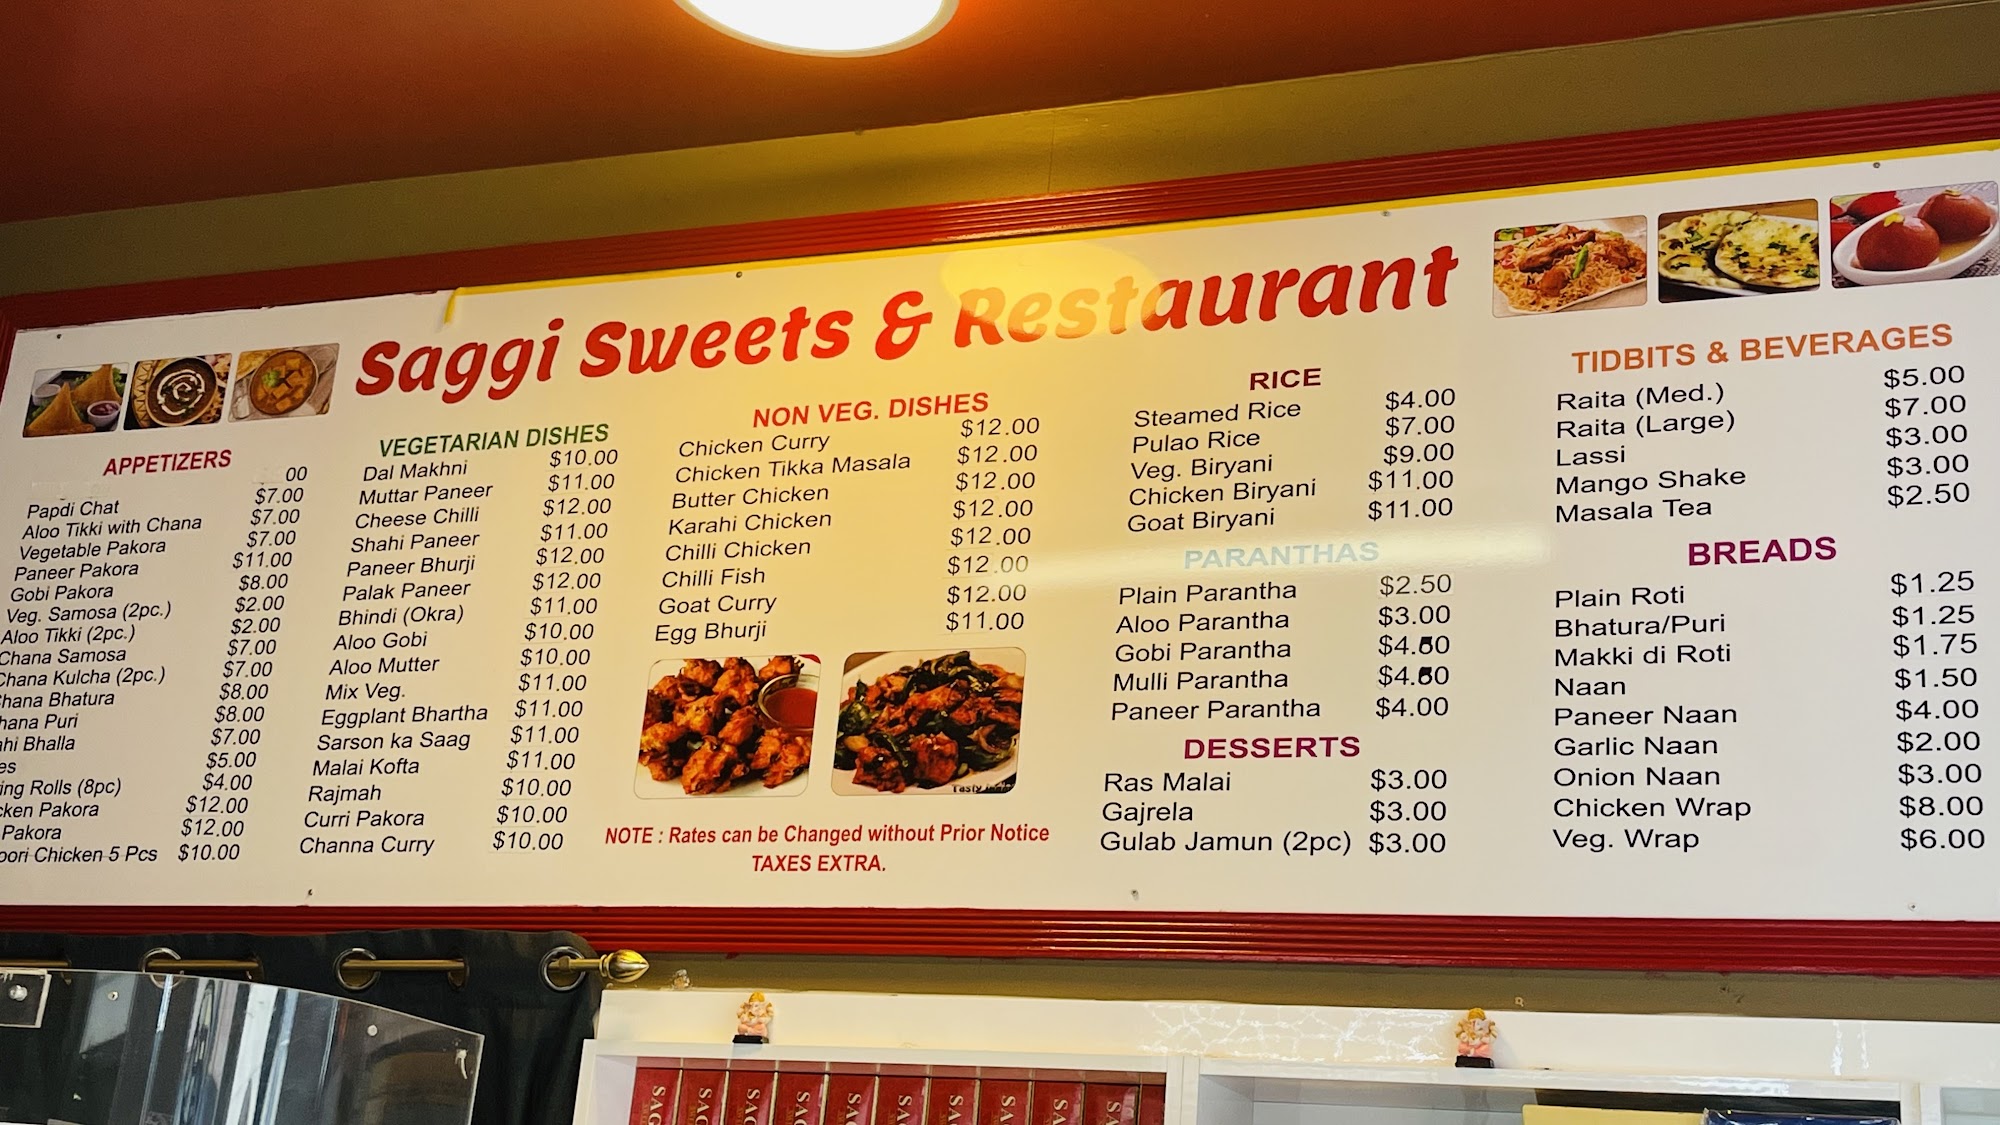 Saggi Sweets & Restaurant
APPETIZERS
00
Papdi Chat $7.00
Aloo Tikki with Chana $7.00
Vegetable Pakora $7.00
Paneer Pakora $11.00
Gobi Pakora $8.00
Veg. Samosa (2pc.) $2.00
Aloo Tikki (2pc.) $2.00
Chana Samosa $7.00
Chana Kulcha (2pc.) $7.00
hana Bhatura $8.00
hana Puri $8.00
hi Bhalla $7.00
es $5.00
ing Rolls (8pc) $4.00
cken Pakora $12.00
Pakora $12.00
oori Chicken 5 Pcs $10.00
VEGETARIAN DISHES
Dal Makhni $10.00
Muttar Paneer $11.00
Cheese Chilli $12.00
Shahi Paneer $11.00
Paneer Bhurji $12.00
Palak Paneer $12.00
Bhindi (Okra) $11.00
Aloo Gobi $10.00
Aloo Mutter $10.00
Mix Veg. $11.00
Eggplant Bhartha $11.00
Sarson ka Saag $11.00
Malai Kofta $11.00
Rajmah $10.00
Curri Pakora $10.00
Channa Curry $10.00
NON VEG. DISHES
Chicken Curry $12.00
Chicken Tikka Masala $12.00
Butter Chicken $12.00
Karahi Chicken $12.00
Chilli Chicken $12.00
Chilli Fish $12.00
Goat Curry $12.00
Egg Bhurji $11.00
NOTE : Rates can be Changed without Prior Notice
TAXES EXTRA.
RICE
Steamed Rice $4.00
Pulao Rice $7.00
Veg. Biryani $9.00
Chicken Biryani $11.00
Goat Biryani $11.00
PARANTHAS
Plain Parantha $2.50
Aloo Parantha $3.00
Gobi Parantha $4.50
Mulli Parantha $4.50
Paneer Parantha $4.00
DESSERTS
Ras Malai $3.00
Gajrela $3.00
Gulab Jamun (2pc) $3.00
TIDBITS & BEVERAGES
Raita (Med.) $5.00
Raita (Large) $7.00
Lassi $3.00
Mango Shake $3.00
Masala Tea $2.50
BREADS
Plain Roti $1.25
Bhatura/Puri $1.25
Makki di Roti $1.75
Naan $1.50
Paneer Naan $4.00
Garlic Naan $2.00
Onion Naan $3.00
Chicken Wrap $8.00
Veg. Wrap $6.00